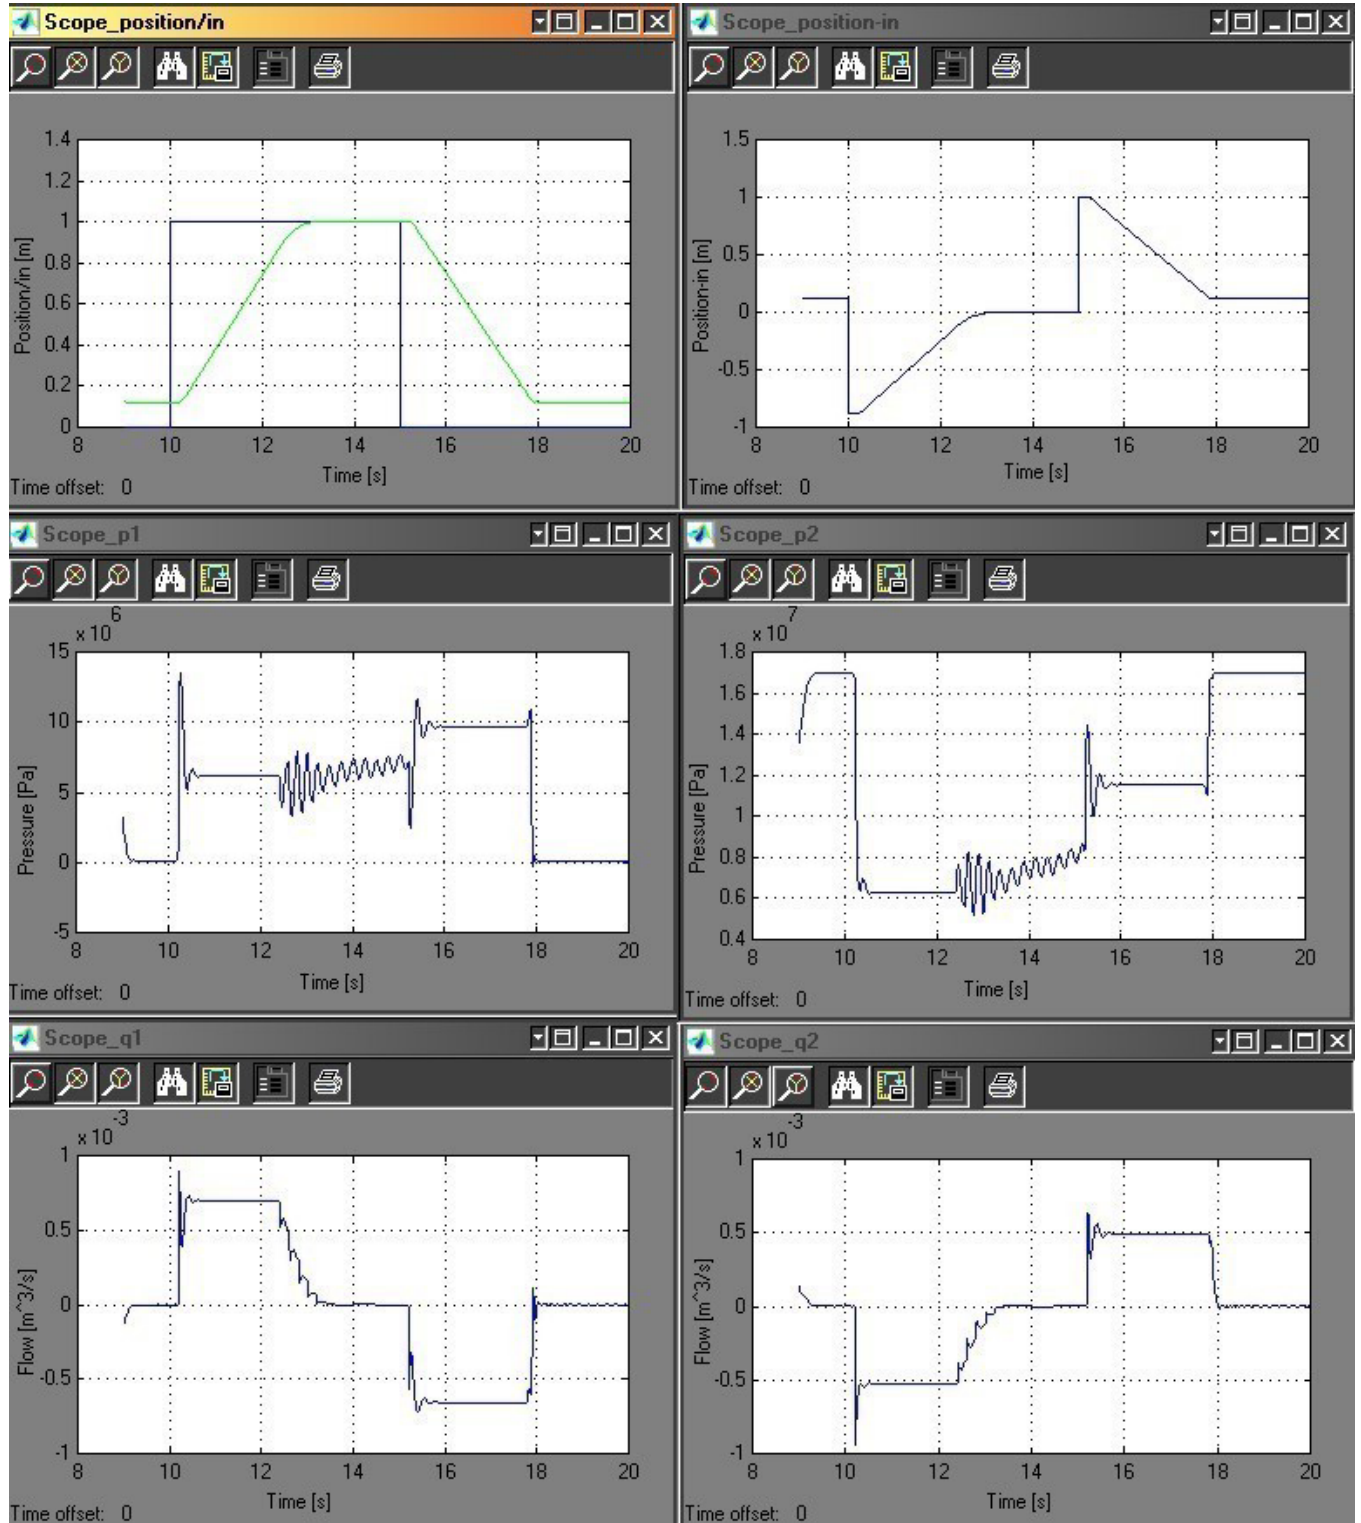 Scope_position/in
1.4
1.2
1
0.8
0.6
0.4
0.2
0
Position/in [m]
8 10 12 14 16 18 20
Time [s]
Time offset: 0
Scope_position-in
1.5
1
0.5
0
-0.5
-1
Position-in [m]
8 10 12 14 16 18 20
Time [s]
Time offset: 0
Scope_p1
x 10 6
15
10
5
0
-5
Pressure [Pa]
8 10 12 14 16 18 20
Time [s]
Time offset: 0
Scope_p2
x 10 7
1.8
1.6
1.4
1.2
1
0.8
0.6
0.4
Pressure [Pa]
8 10 12 14 16 18 20
Time [s]
Time offset: 0
Scope_q1
x 10 -3
1
0.5
0
-0.5
-1
Flow [m^3/s]
8 10 12 14 16 18 20
Time [s]
Time offset: 0
Scope_q2
x 10 -3
1
0.5
0
-0.5
-1
Flow [m^3/s]
8 10 12 14 16 18 20
Time [s]
Time offset: 0